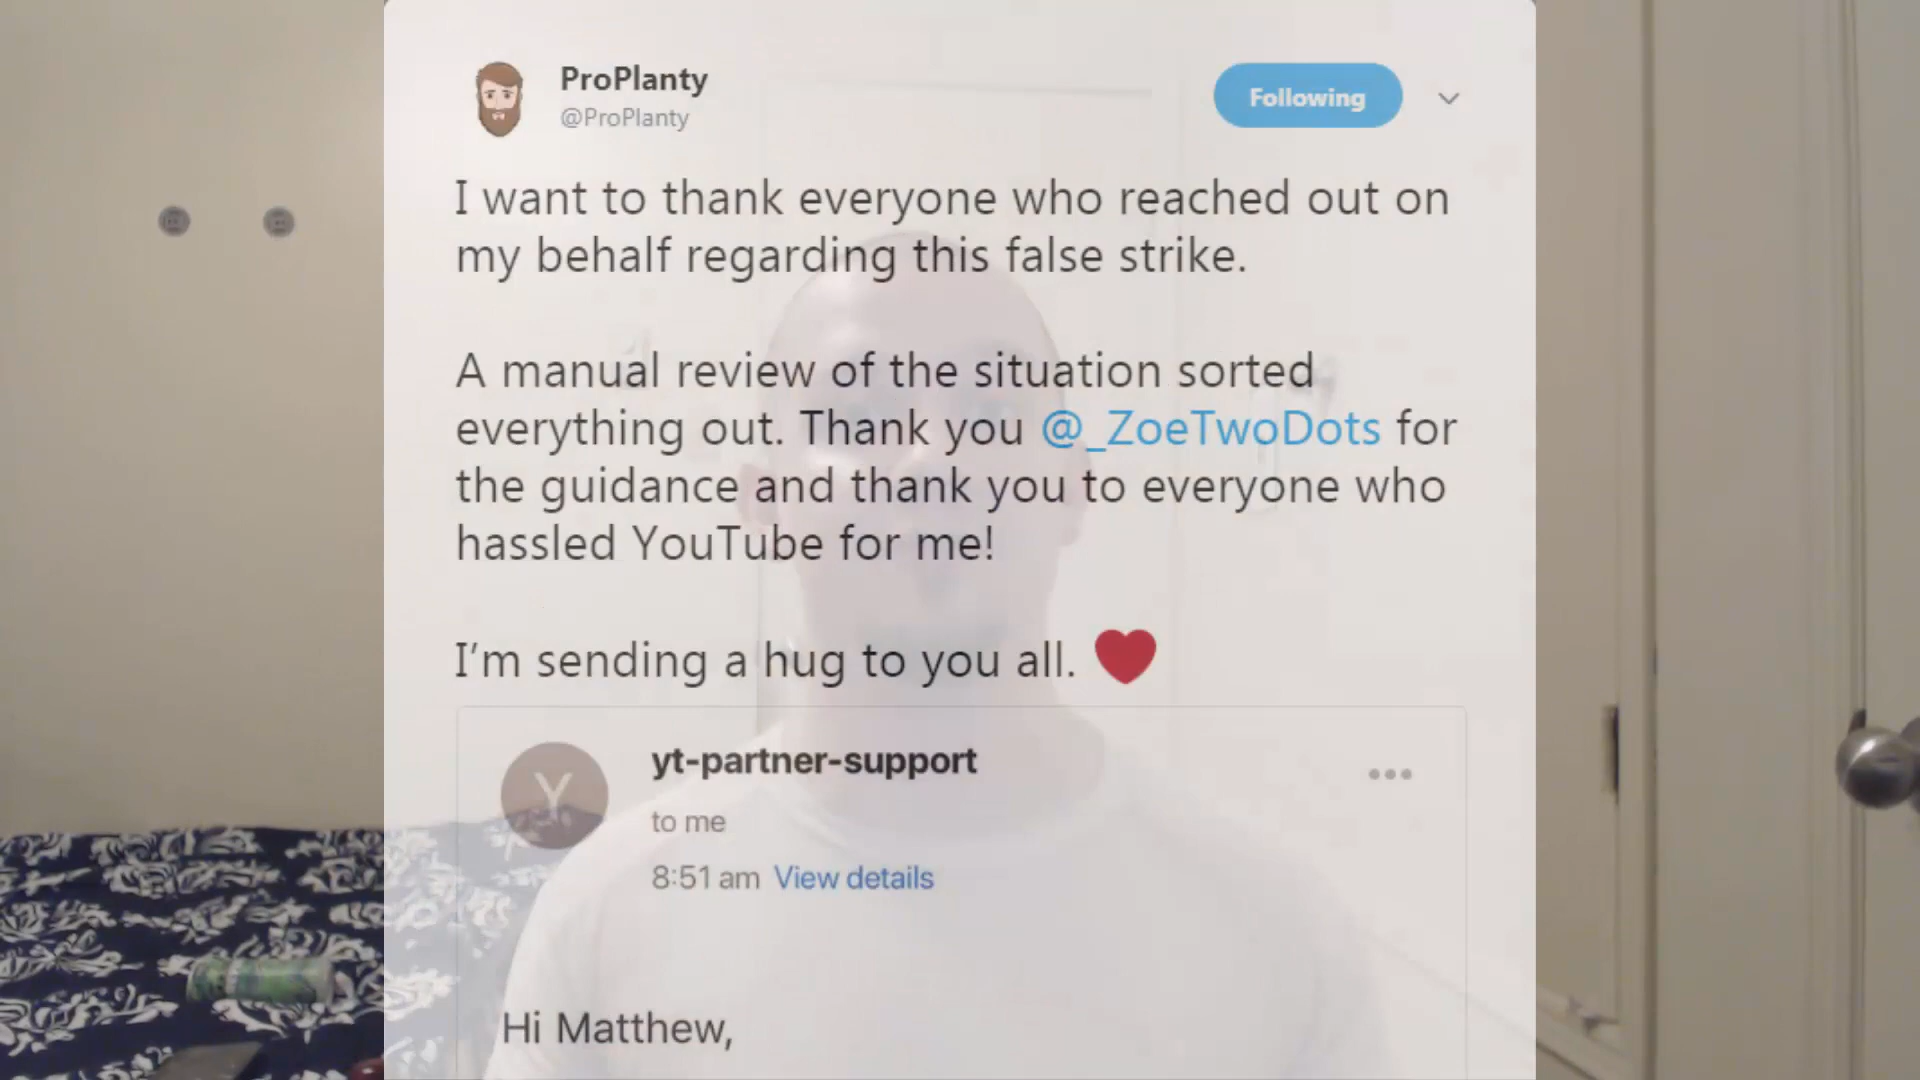 ProPlanty
@ProPlanty
Following
I want to thank everyone who reached out on
my behalf regarding this false strike.
A manual review of the situation sorted
everything out. Thank you @_ZoeTwoDots for
the guidance and thank you to everyone who
hassled YouTube for me!
I’m sending a hug to you all. ❤
Y
yt-partner-support
to me
8:51 am View details
Hi Matthew,